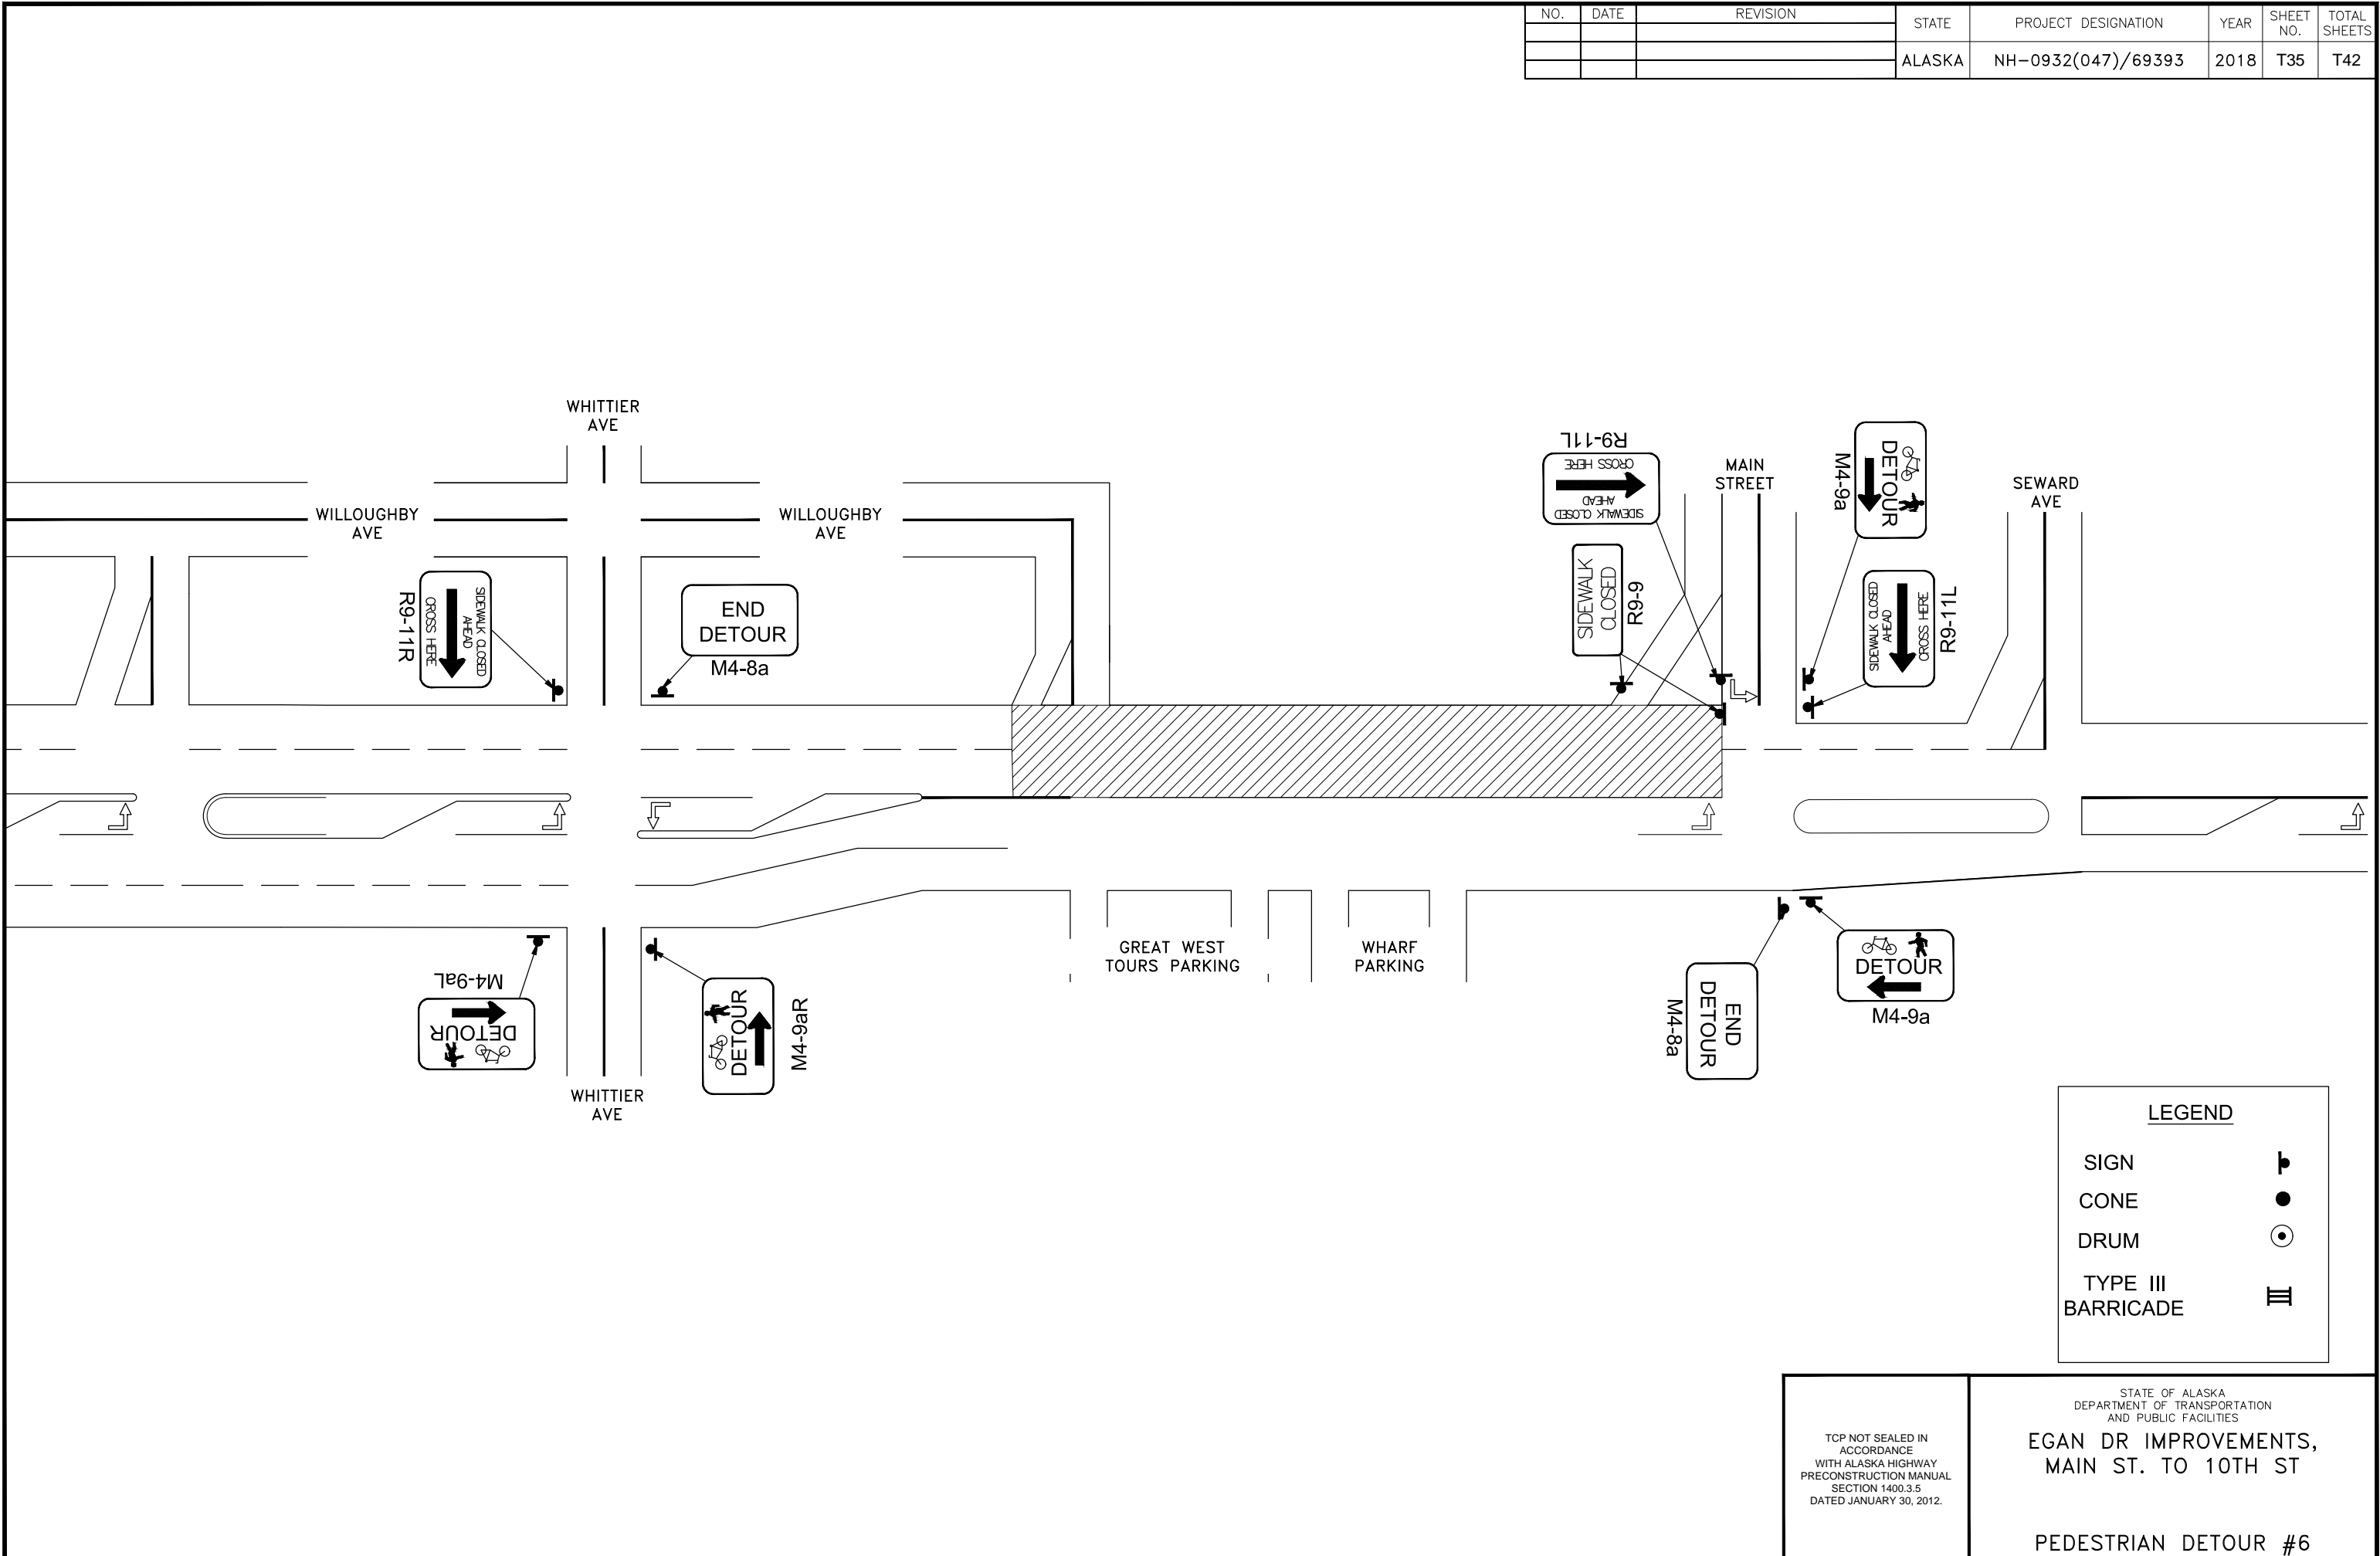 NO.
DATE
REVISION
STATE
PROJECT DESIGNATION
YEAR
SHEET
NO.
TOTAL
SHEETS
ALASKA
NH-0932(047)/69393
2018
T35
T42
WHITTIER
AVE
WILLOUGHBY
AVE
WILLOUGHBY
AVE
R9-11R
SIDEWALK CLOSED
AHEAD
CROSS HERE
END
DETOUR
M4-8a
R9-11L
SIDEWALK CLOSED
AHEAD
CROSS HERE
SIDEWALK
CLOSED
R9-9
MAIN
STREET
M4-9a
DETOUR
SIDEWALK CLOSED
AHEAD
CROSS HERE
R9-11L
SEWARD
AVE
M4-9aL
DETOUR
DETOUR
M4-9aR
WHITTIER
AVE
GREAT WEST
TOURS PARKING
WHARF
PARKING
END
DETOUR
M4-8a
DETOUR
M4-9a
LEGEND
SIGN
CONE
DRUM
TYPE III
BARRICADE
TCP NOT SEALED IN
ACCORDANCE
WITH ALASKA HIGHWAY
PRECONSTRUCTION MANUAL
SECTION 1400.3.5
DATED JANUARY 30, 2012.
STATE OF ALASKA
DEPARTMENT OF TRANSPORTATION
AND PUBLIC FACILITIES
EGAN DR IMPROVEMENTS,
MAIN ST. TO 10TH ST
PEDESTRIAN DETOUR #6